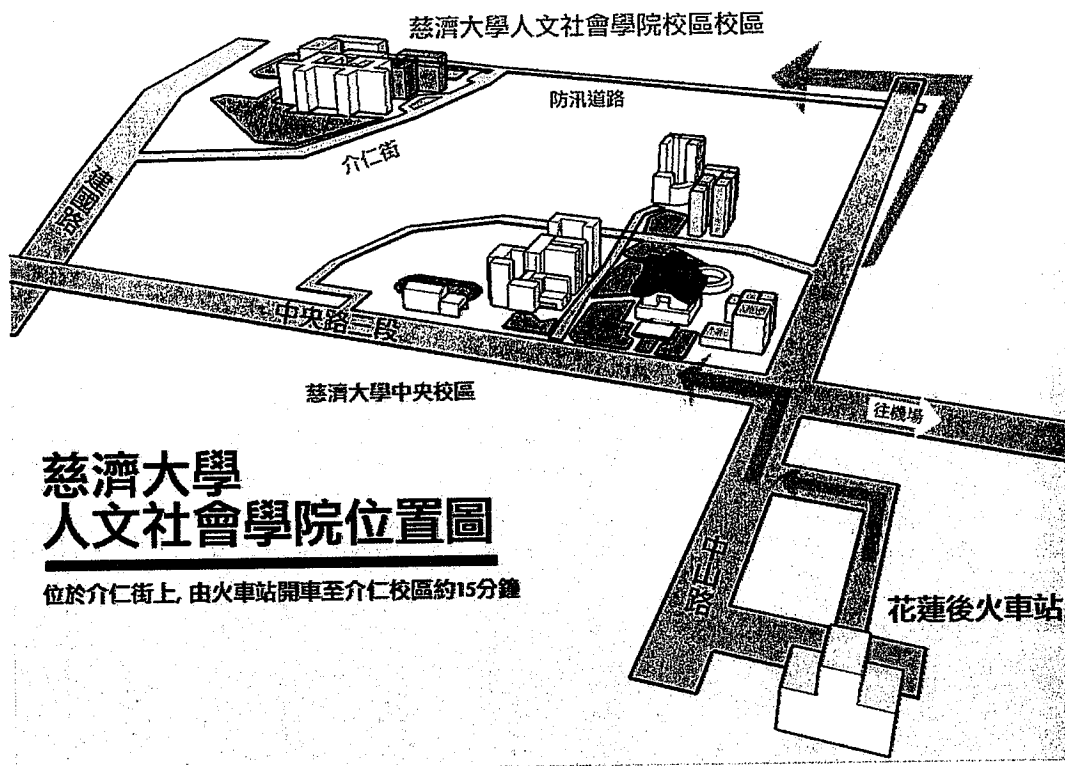 慈濟大學人文社會學院校區校區
防汛道路
介仁街
建國路
中央路三段
慈濟大學中央校區
往機場
慈濟大學
人文社會學院位置圖
位於介仁街上, 由火車站開車至介仁校區約15分鐘
中山路
花蓮後火車站